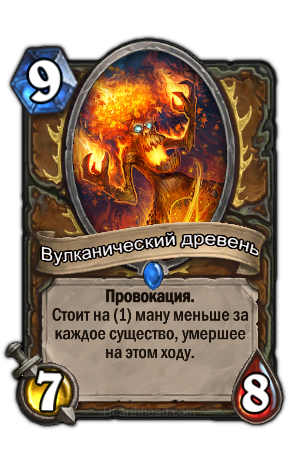 9
Вулканический древень
Провокация.
Стоит на (1) ману меньше за
каждое существо, умершее
на этом ходу.
7
8